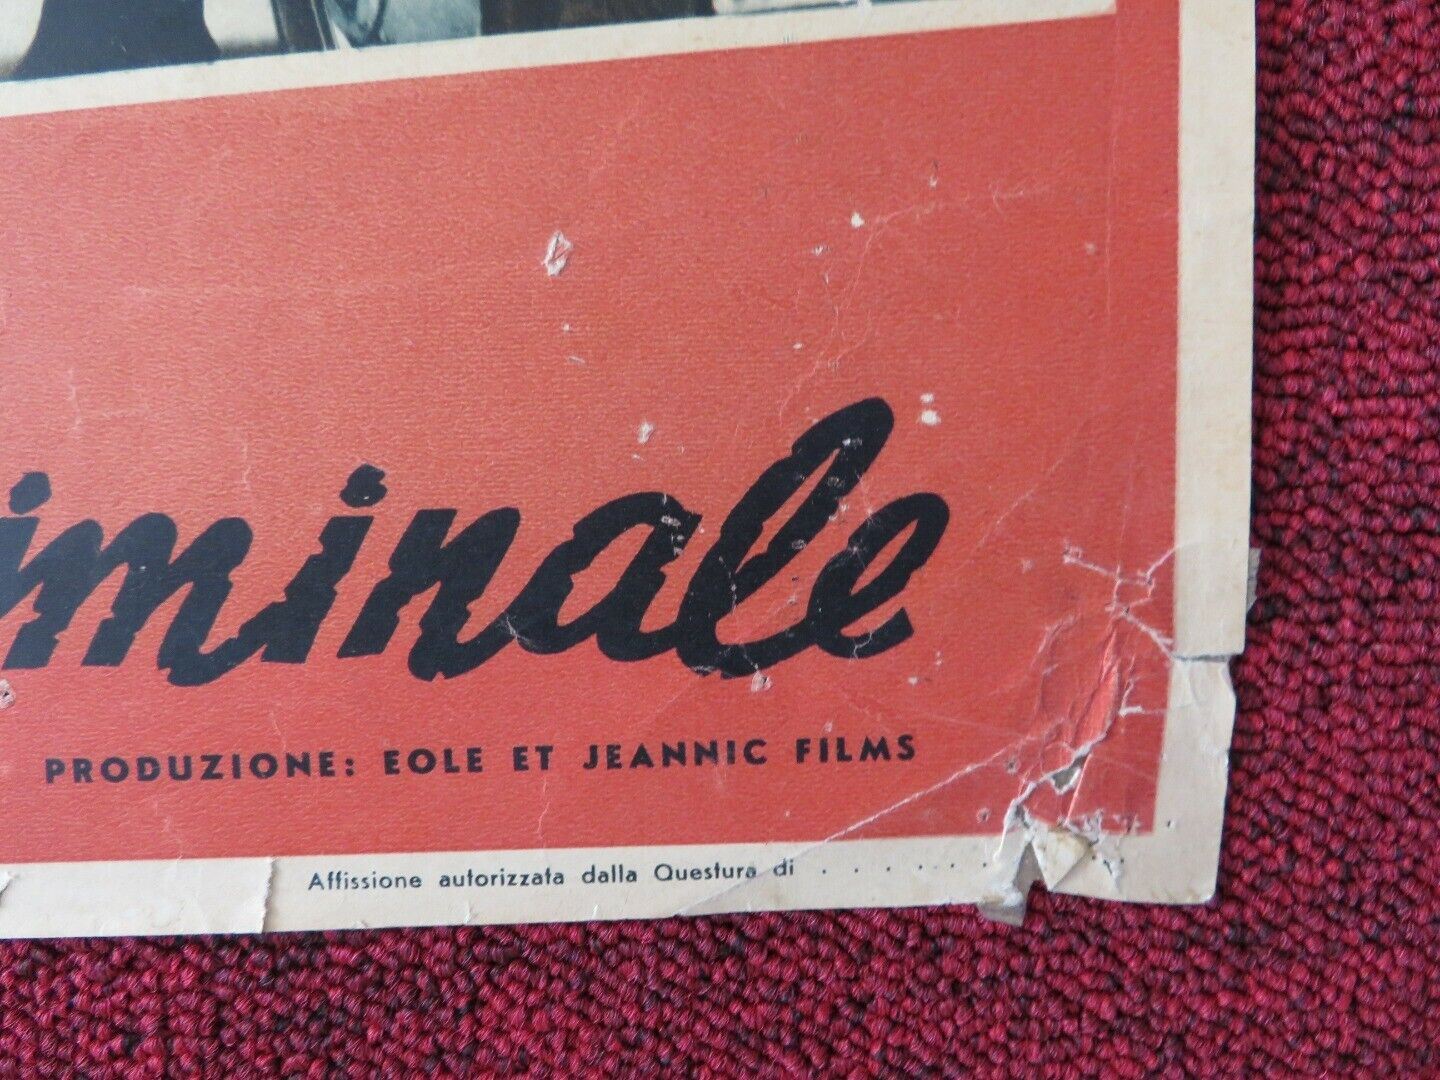 iminale
PRODUZIONE: EOLE ET JEANNIC FILMS
Affissione autorizzata dalla Questura di . . . . . . . .